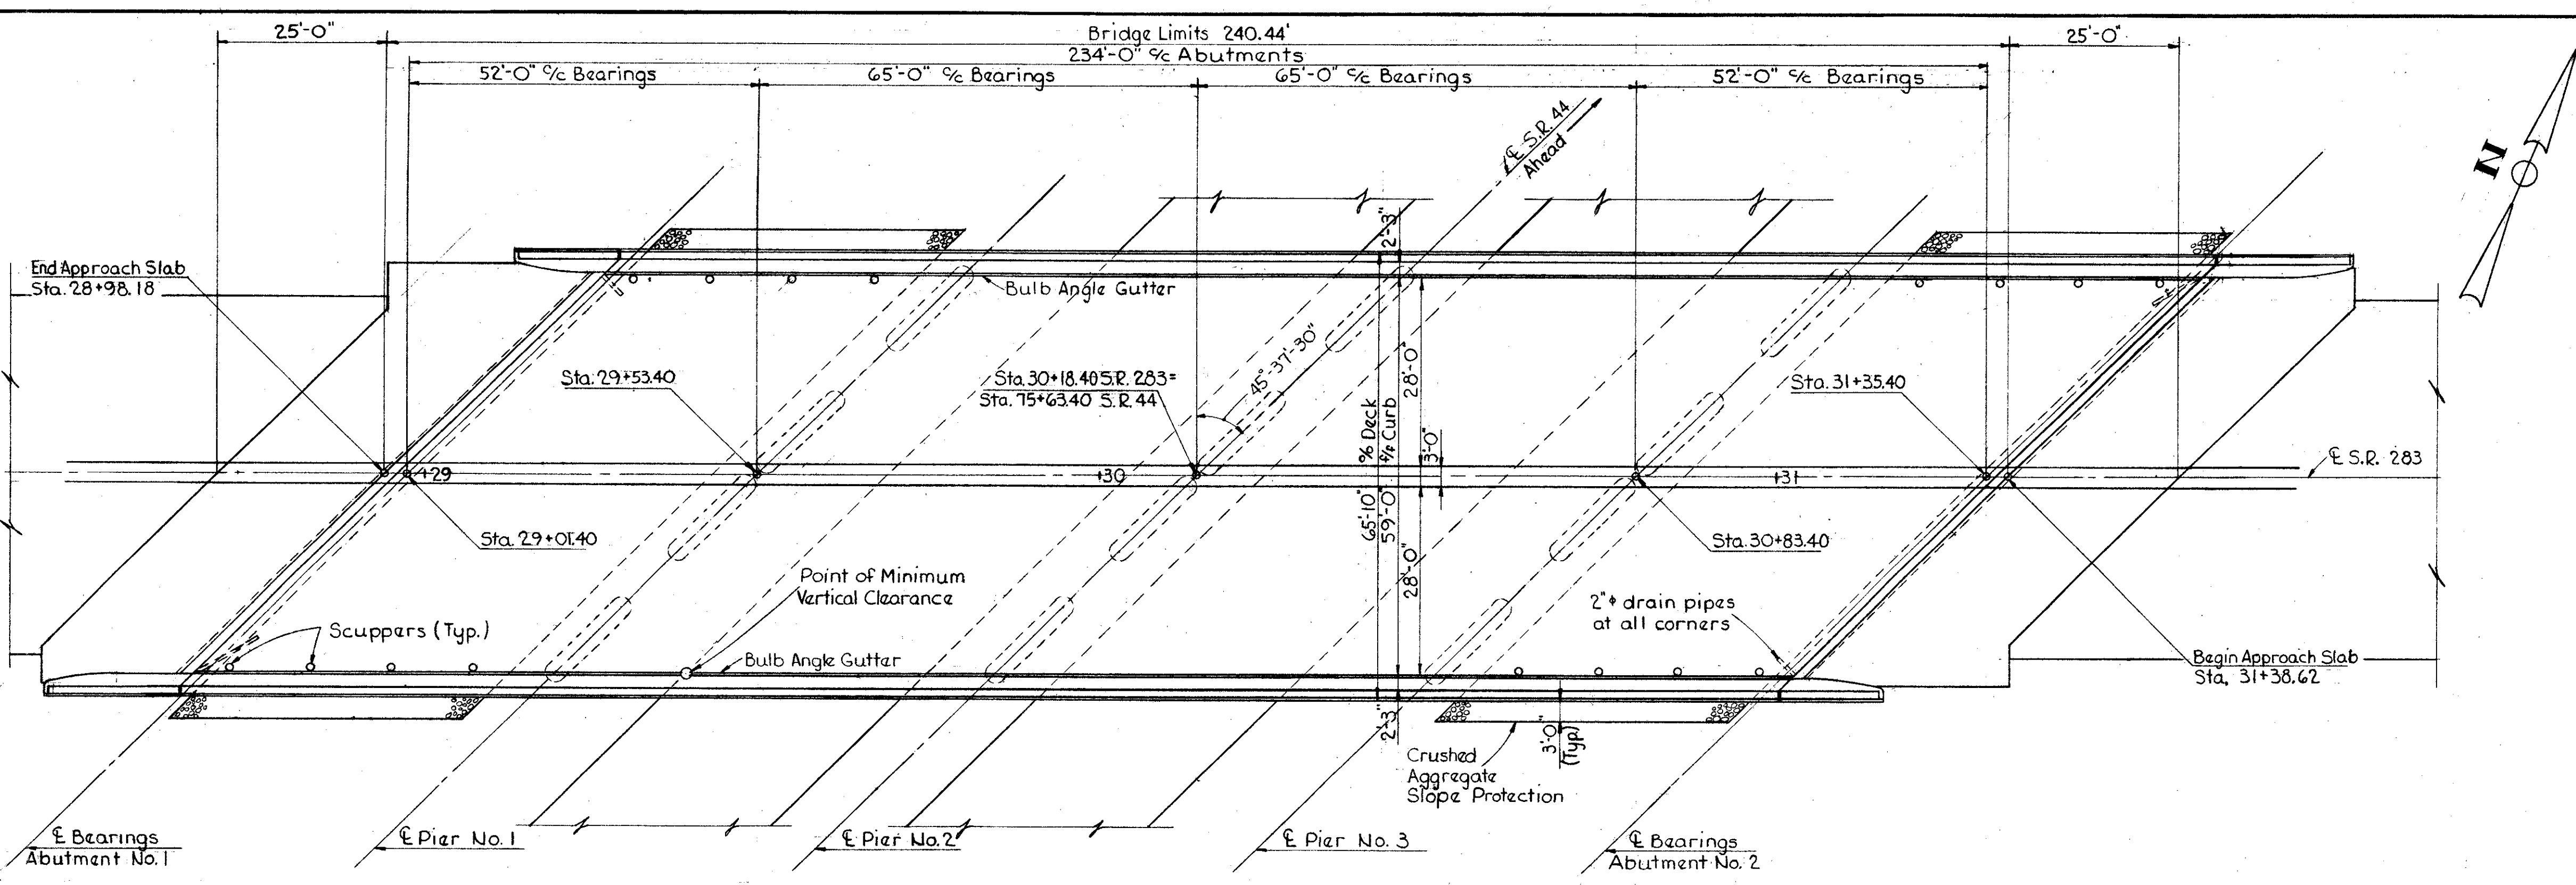 25'-0"
Bridge Limits 240.44'
25'-0"
234'-0" c/c Abutments
52'-0" c/c Bearings
65'-0" c/c Bearings
65'-0" c/c Bearings
52'-0" c/c Bearings
℄ S.R. 44
Ahead
N
2'-3"
End Approach Slab
Sta. 28+98.18
Bulb Angle Gutter
45°-37'-30"
28'-0"
Sta. 29+53.40
Sta. 30+18.40 S.R. 283=
Sta. 75+63.40 S.R. 44
Sta. 31+35.40
65'-10" o/o Deck
59'-0" f/f Curb
3'-0"
+29
+30
+31
℄ S.R. 283
Sta. 29+01.40
Sta. 30+83.40
28'-0"
Point of Minimum
Vertical Clearance
2"φ drain pipes
at all corners
Scuppers (Typ.)
Bulb Angle Gutter
Begin Approach Slab
Sta. 31+38.62
2'-3"
3'-0"
(Typ)
Crushed
Aggregate
Slope Protection
℄ Bearings
Abutment No. 1
℄ Pier No. 1
℄ Pier No. 2
℄ Pier No. 3
℄ Bearings
Abutment No. 2